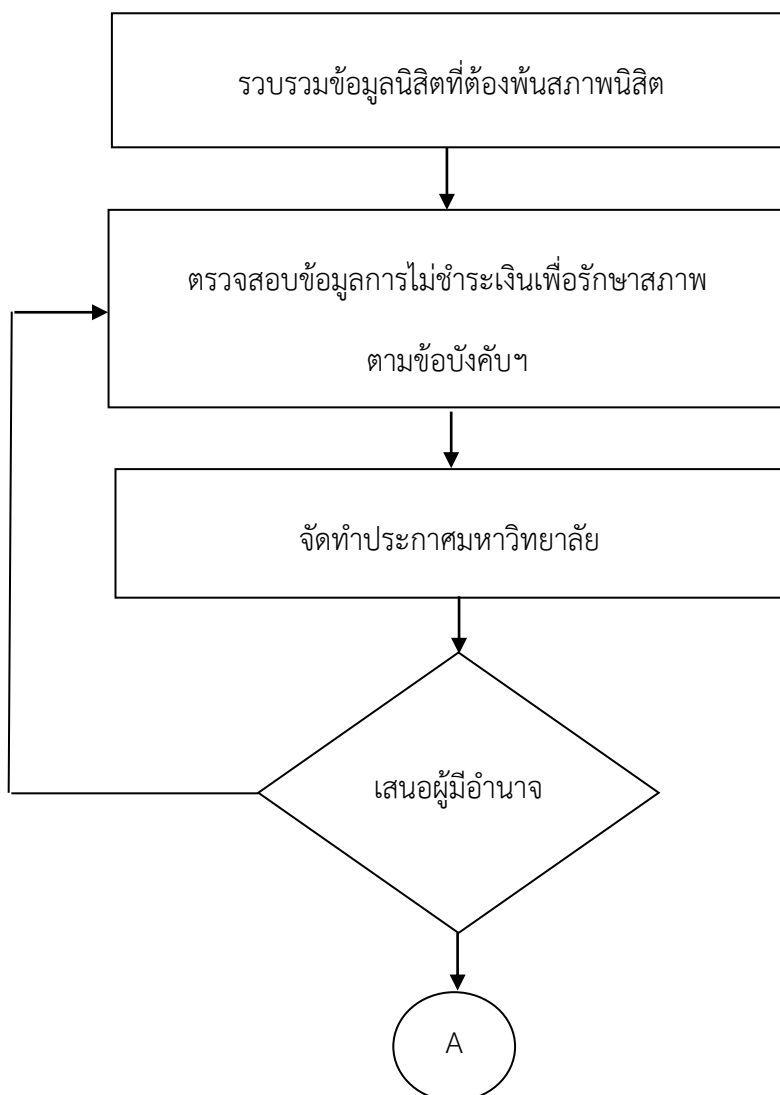 รวบรวมข้อมูลนิสิตที่ต้องพ้นสภาพนิสิต
ตรวจสอบข้อมูลการไม่ชำระเงินเพื่อรักษาสภาพ
ตามข้อบังคับฯ
จัดทำประกาศมหาวิทยาลัย
เสนอผู้มีอำนาจ
A